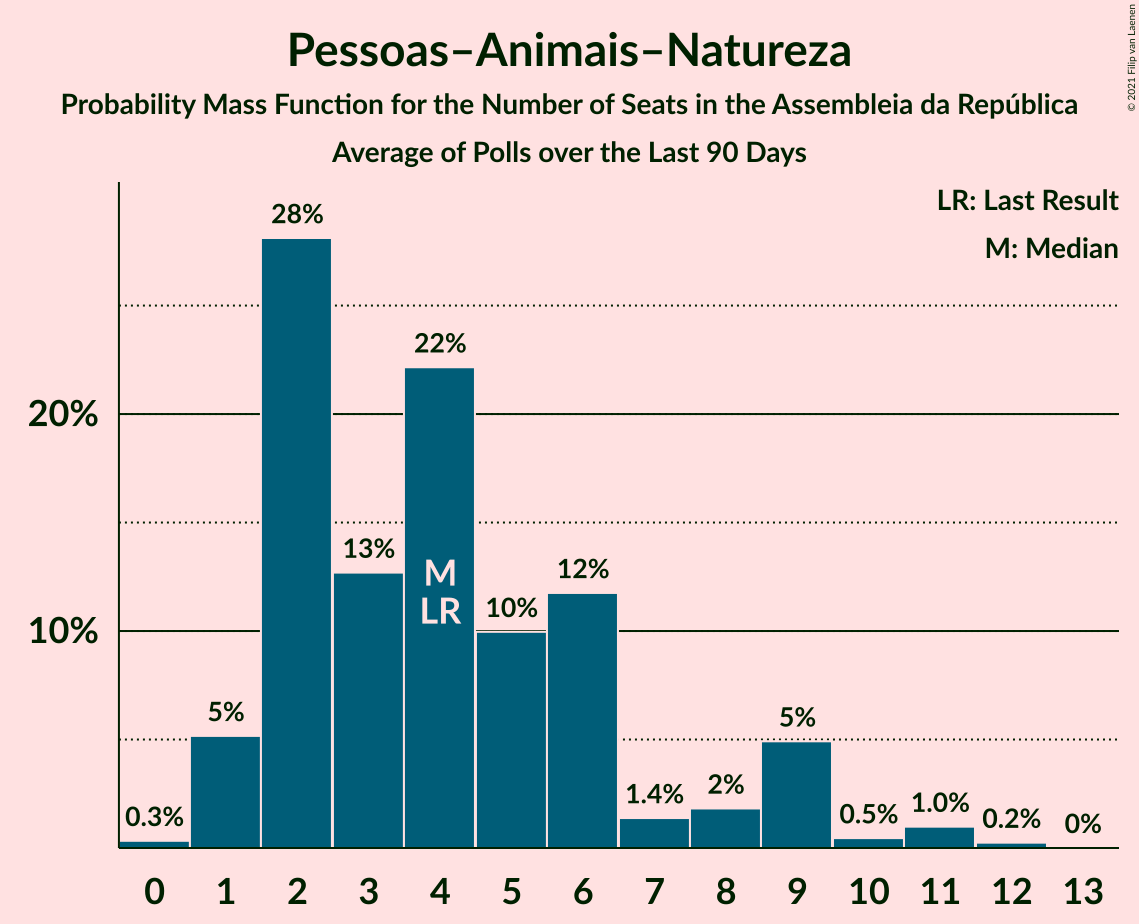 Pessoas–Animais–Natureza
Probability Mass Function for the Number of Seats in the Assembleia da República
Average of Polls over the Last 90 Days
© 2021 Filip van Laenen
LR: Last Result
M: Median
28%
22%
20%
13%
M
12%
LR
10%
10%
5%
5%
0.3%
1.4%
2%
0.5%
1.0%
0.2%
0%
0 1 2 3 4 5 6 7 8 9 10 11 12 13